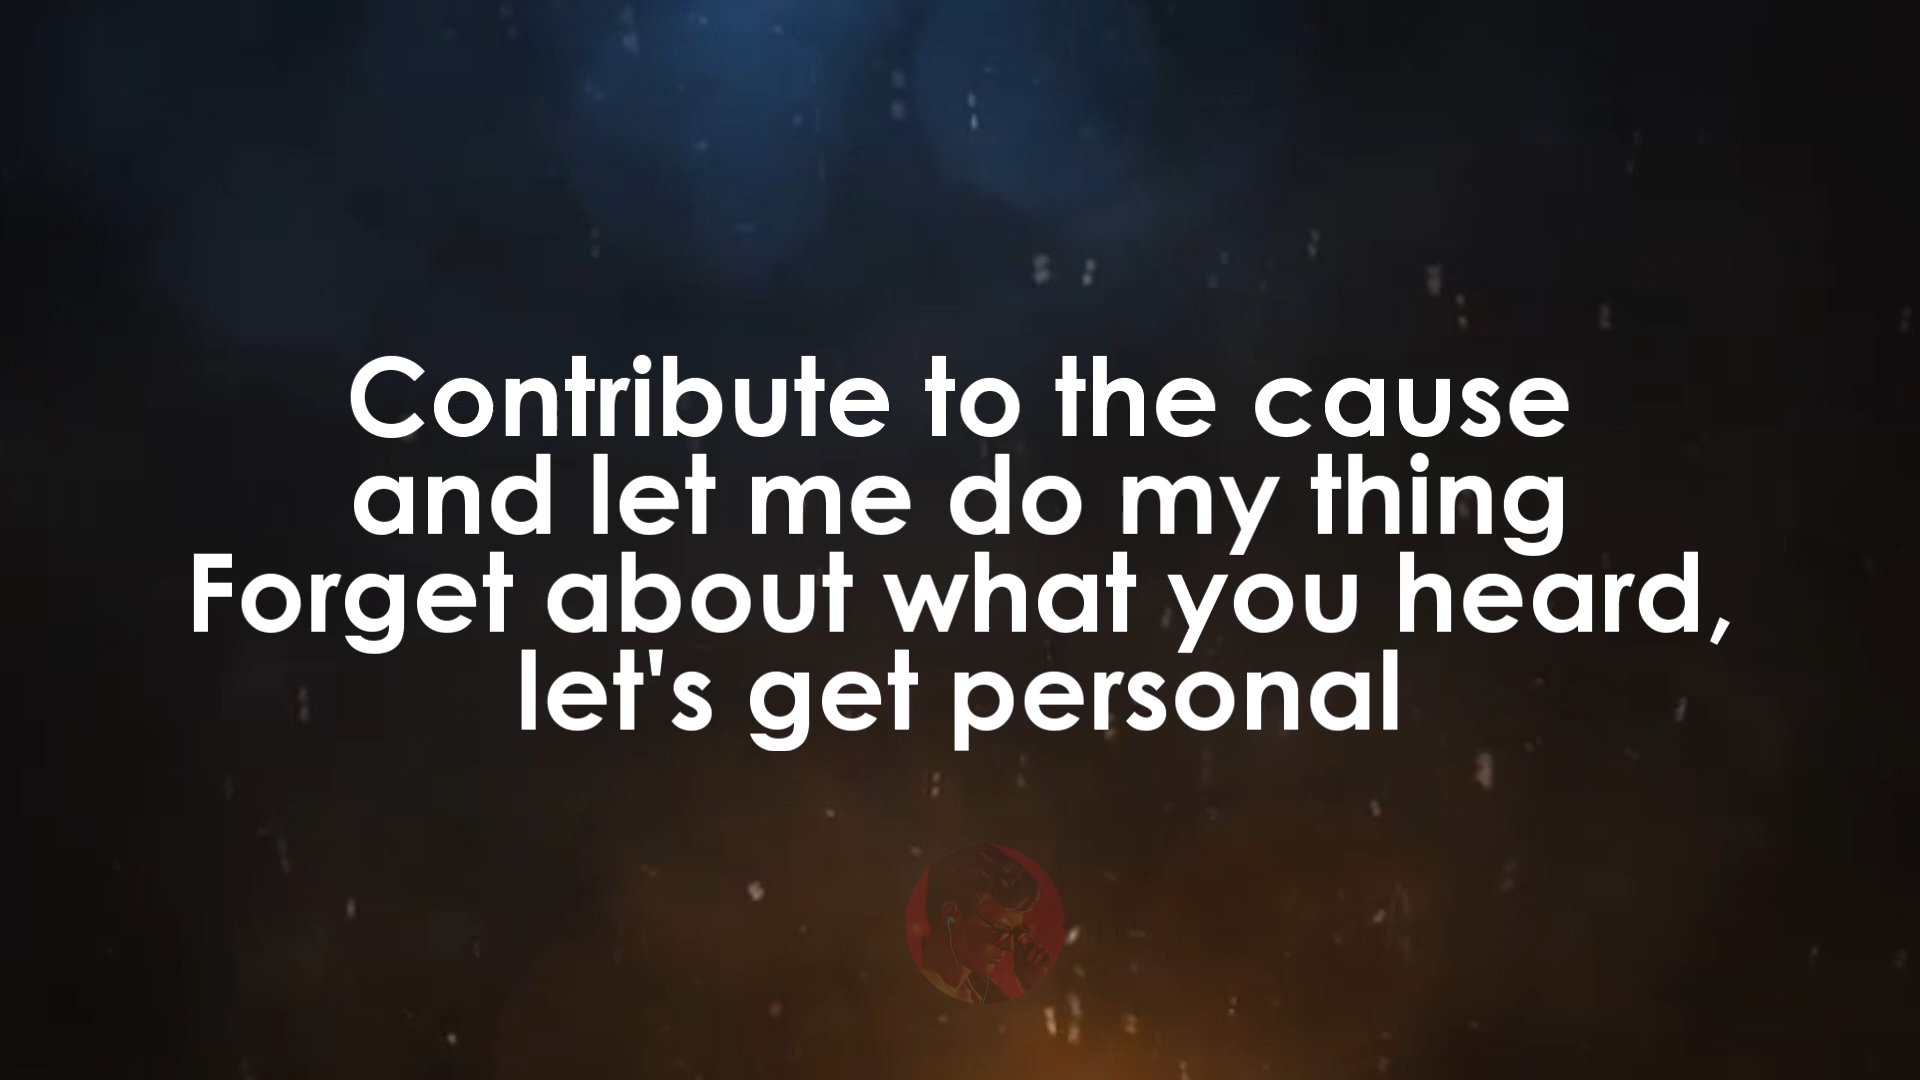 Contribute to the cause
and let me do my thing
Forget about what you heard,
let's get personal